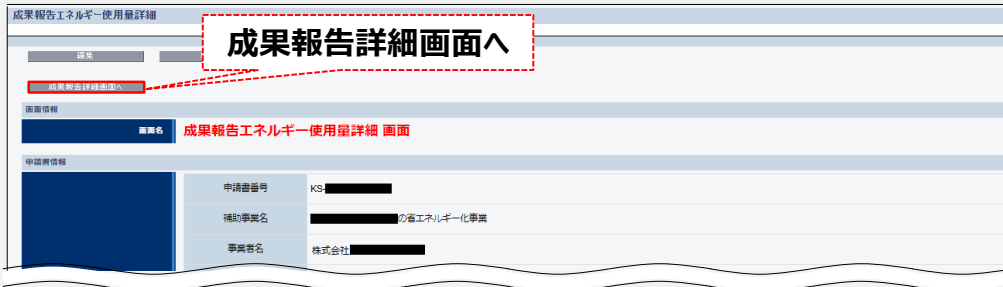 成果報告エネルギー使用量詳細
成果報告詳細画面へ
編集
成果報告詳細画面へ
画面情報
画面名 成果報告エネルギー使用量詳細 画面
申請書情報
申請書番号 KS-
補助事業名 の省エネルギー化事業
事業者名 株式会社